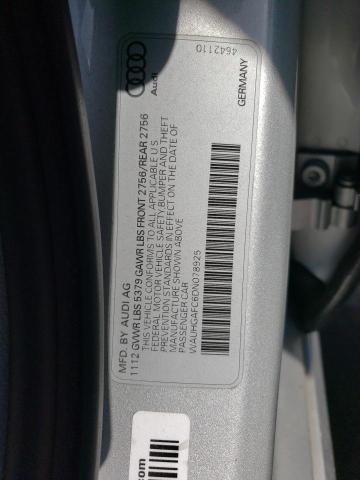 MFD. BY AUDI AG
1112 GVWR LBS 5379 GAWR LBS FRONT 2756/REAR 2756
THIS VEHICLE CONFORMS TO ALL APPLICABLE U.S.
FEDERAL MOTOR VEHICLE SAFETY BUMPER AND THEFT
PREVENTION STANDARDS IN EFFECT ON THE DATE OF
MANUFACTURE SHOWN ABOVE
PASSENGER CAR
WAUHGAFC6DN078925
Audi
4642110
GERMANY
.com